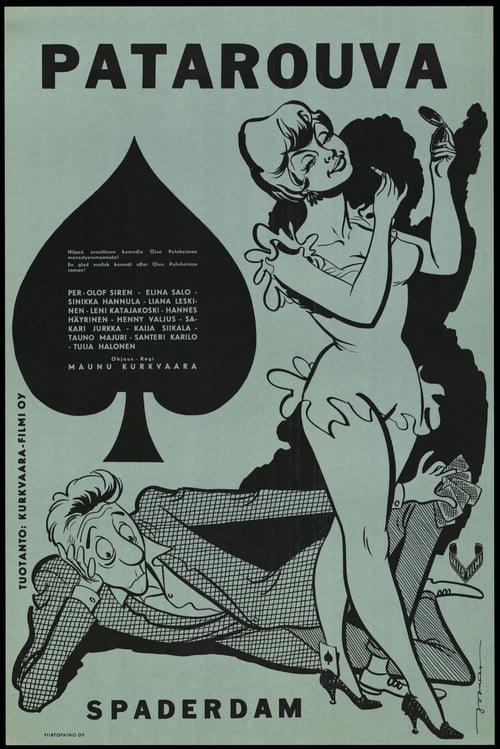 PATAROUVA
Hilpeä eroottinen komedia Oiva Paloheimon
menestysromaanista!
En glad erotisk komedi efter Oiva Paloheimos
roman!
PER-OLOF SIREN - ELINA SALO -
SINIKKA HANNULA - LIANA LESKI-
NEN - LENI KATAJAKOSKI - HANNES
HÄYRINEN - HENNY VALJUS - SA-
KARI JURKKA - KAIJA SIIKALA -
TAUNO MAJURI - SANTERI KARILO
- TUIJA HALONEN
Ohjaus - Regi
MAUNU KURKVAARA
TUOTANTO: KURKVAARA-FILMI OY
SPADERDAM
PIIRTOPAINO OY